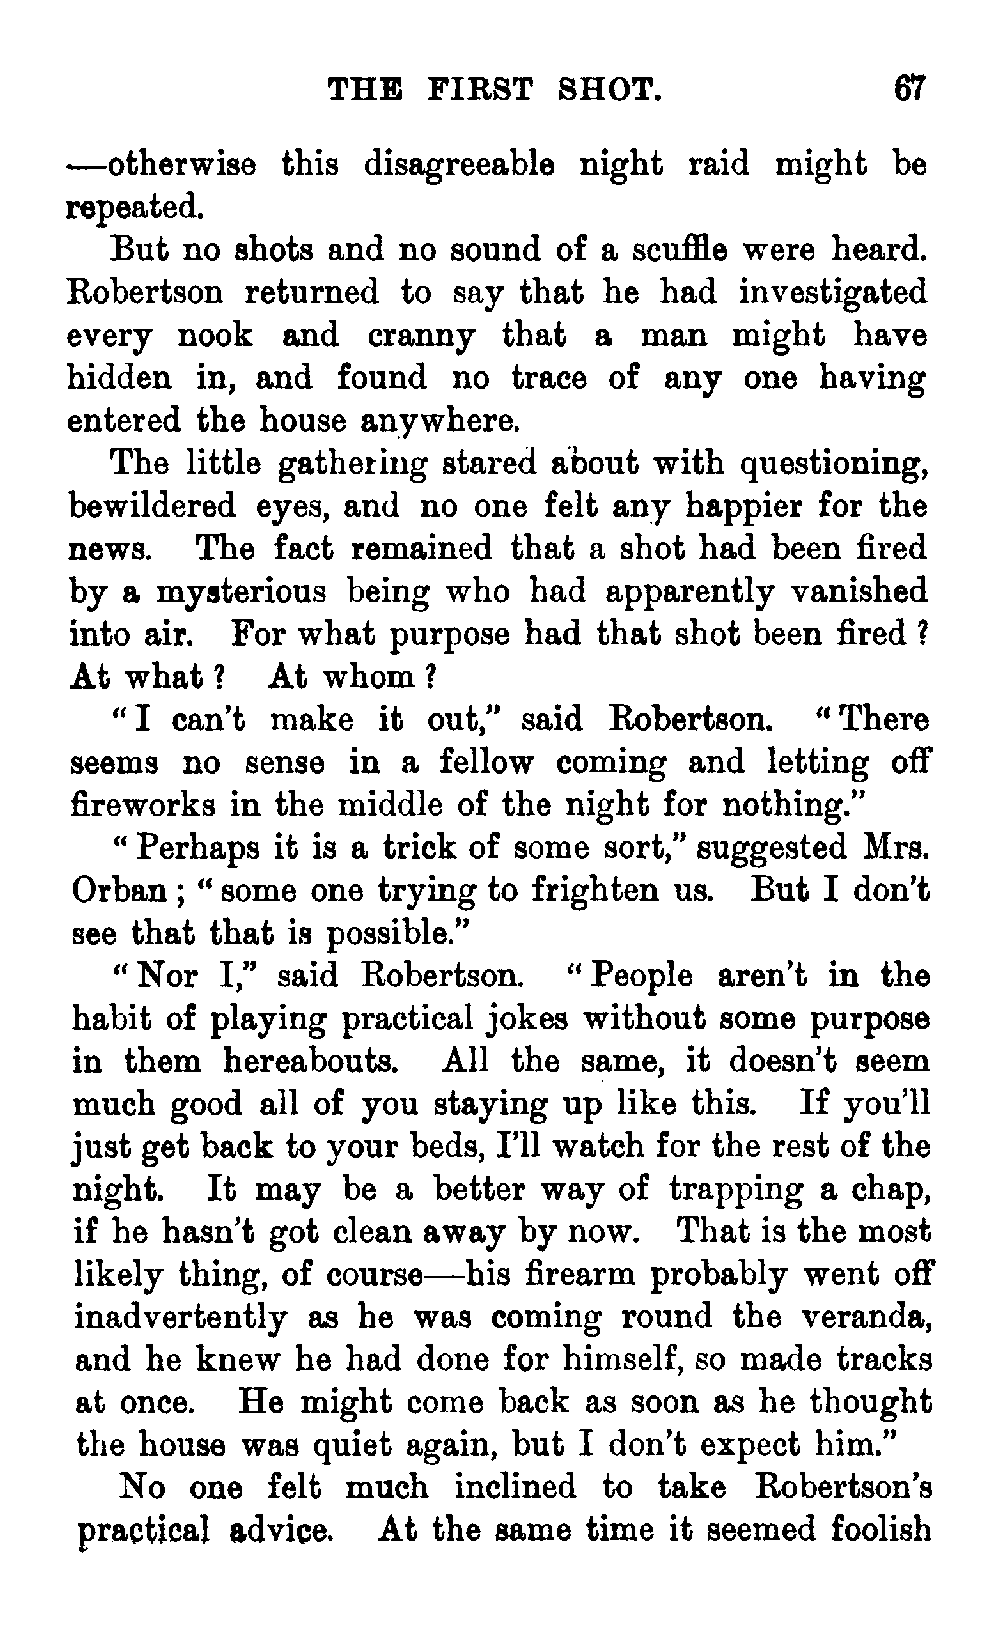 THE FIRST SHOT. 67
—otherwise this disagreeable night raid might be
repeated.
But no shots and no sound of a scuffle were heard.
Robertson returned to say that he had investigated
every nook and cranny that a man might have
hidden in, and found no trace of any one having
entered the house anywhere.
The little gathering stared about with questioning,
bewildered eyes, and no one felt any happier for the
news. The fact remained that a shot had been fired
by a mysterious being who had apparently vanished
into air. For what purpose had that shot been fired ?
At what ? At whom ?
“ I can’t make it out,” said Robertson. “ There
seems no sense in a fellow coming and letting off
fireworks in the middle of the night for nothing.”
“ Perhaps it is a trick of some sort,” suggested Mrs.
Orban ; “ some one trying to frighten us. But I don’t
see that that is possible.”
“ Nor I,” said Robertson. “ People aren’t in the
habit of playing practical jokes without some purpose
in them hereabouts. All the same, it doesn’t seem
much good all of you staying up like this. If you’ll
just get back to your beds, I’ll watch for the rest of the
night. It may be a better way of trapping a chap,
if he hasn’t got clean away by now. That is the most
likely thing, of course—his firearm probably went off
inadvertently as he was coming round the veranda,
and he knew he had done for himself, so made tracks
at once. He might come back as soon as he thought
the house was quiet again, but I don’t expect him.”
No one felt much inclined to take Robertson’s
practical advice. At the same time it seemed foolish